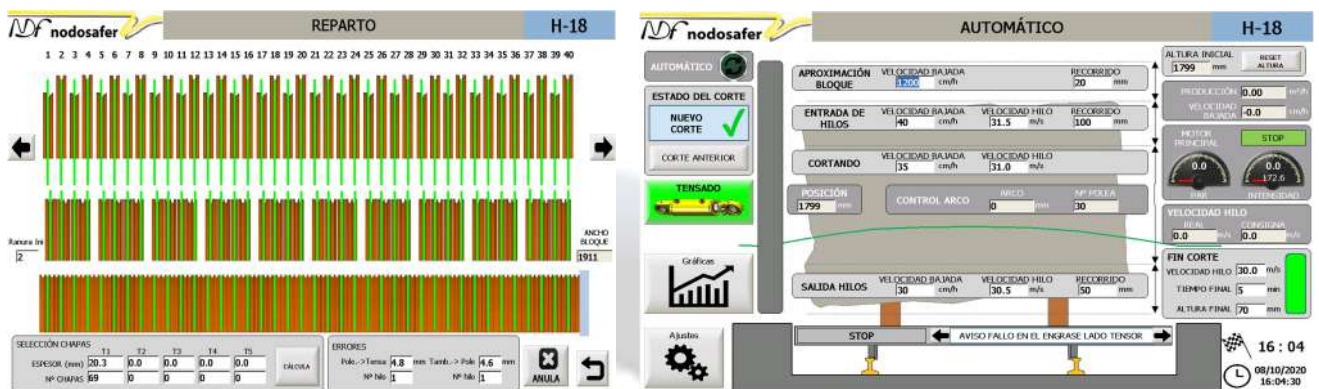 NDf nodosafer
REPARTO
H-18
1 2 3 4 5 6 7 8 9 10 11 12 13 14 15 16 17 18 19 20 21 22 23 24 25 26 27 28 29 30 31 32 33 34 35 36 37 38 39 40
Ranura Ini
2
ANCHO
BLOQUE
1911
SELECCIÓN CHAPAS
T1 T2 T3 T4 T5
ESPESOR (mm) 20.3 0.0 0.0 0.0 0.0
Nº CHAPAS 69 0 0 0 0
CÁLCULA
ERRORES
Pole.->Tensa 4.8 mm Tamb.-> Pole 4.6 mm
Nº hilo 1 Nº hilo 1
ANULA
NDf nodosafer
AUTOMÁTICO
H-18
AUTOMÁTICO
ESTADO DEL CORTE
NUEVO
CORTE
CORTE ANTERIOR
TENSADO
Gráficas
Ajustes
APROXIMACIÓN
BLOQUE
VELOCIDAD BAJADA
1200 cm/h
RECORRIDO
20 mm
ENTRADA DE
HILOS
VELOCIDAD BAJADA
40 cm/h
VELOCIDAD HILO
31.5 m/s
RECORRIDO
100 mm
CORTANDO
VELOCIDAD BAJADA
35 cm/h
VELOCIDAD HILO
31.0 m/s
POSICIÓN
1799 mm
CONTROL ARCO
ARCO
0 mm
Nº POLEA
30
SALIDA HILOS
VELOCIDAD BAJADA
30 cm/h
VELOCIDAD HILO
30.5 m/s
RECORRIDO
50 mm
STOP
AVISO FALLO EN EL ENGRASE LADO TENSOR
ALTURA INICIAL
1799 mm
RESET
ALTURA
PRODUCCIÓN 0.00 m²/h
VELOCIDAD
BAJADA -0.0 cm/h
MOTOR
PRINCIPAL
STOP
0.0
PAR
0.0
172.6
INTENSIDAD
VELOCIDAD HILO
REAL
0.0 m/s
CONSIGNA
0.0 m/s
FIN CORTE
VELOCIDAD HILO 30.0 m/s
TIEMPO FINAL 5 min
ALTURA FINAL 70 mm
16 : 04
08/10/2020
16:04:30